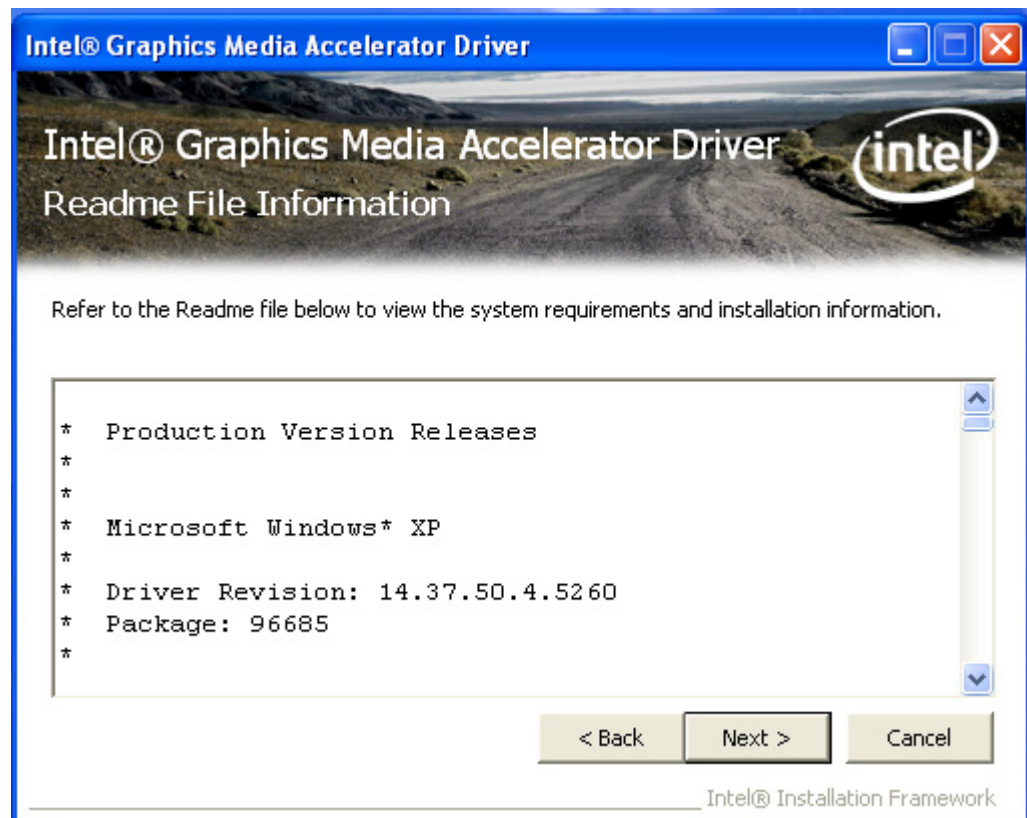 Intel® Graphics Media Accelerator Driver
Intel® Graphics Media Accelerator Driver
intel
Readme File Information
Refer to the Readme file below to view the system requirements and installation information.
* Production Version Releases
*
*
* Microsoft Windows* XP
*
* Driver Revision: 14.37.50.4.5260
* Package: 96685
*
< Back
Next >
Cancel
Intel® Installation Framework